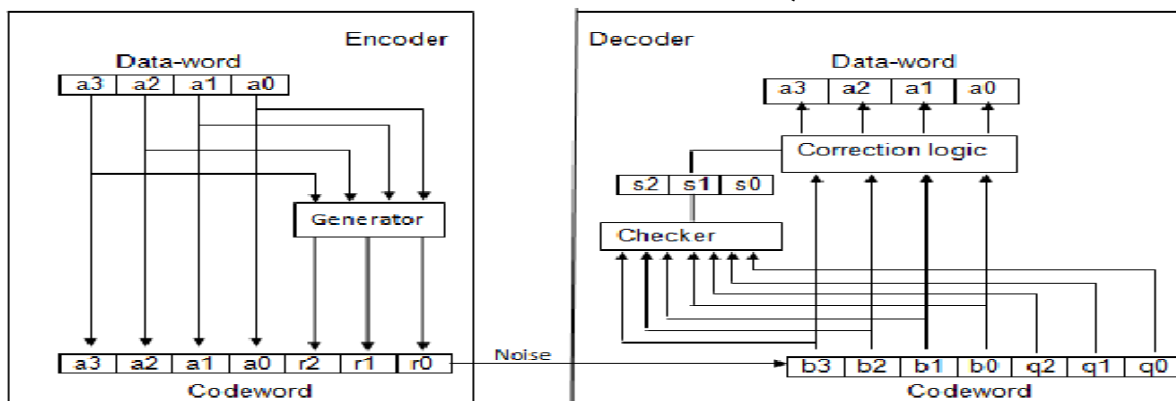 Encoder
Data-word
a3 a2 a1 a0
Generator
a3 a2 a1 a0 r2 r1 r0
Codeword
Noise
Decoder
Data-word
a3 a2 a1 a0
Correction logic
s2 s1 s0
Checker
b3 b2 b1 b0 q2 q1 q0
Codeword